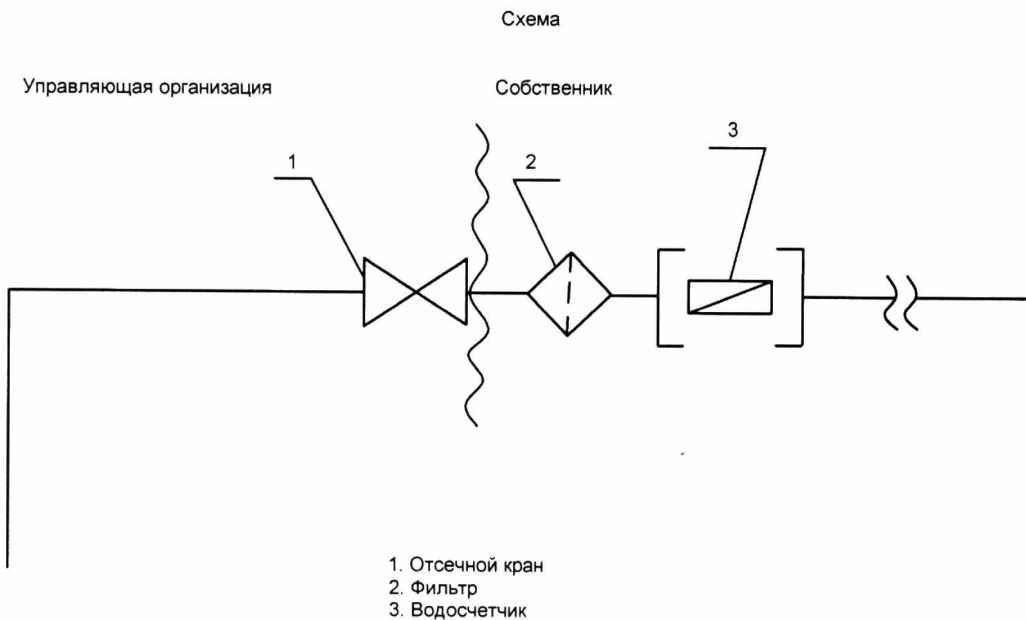 Схема
Управляющая организация
Собственник
1
2
3
1. Отсечной кран
2. Фильтр
3. Водосчетчик